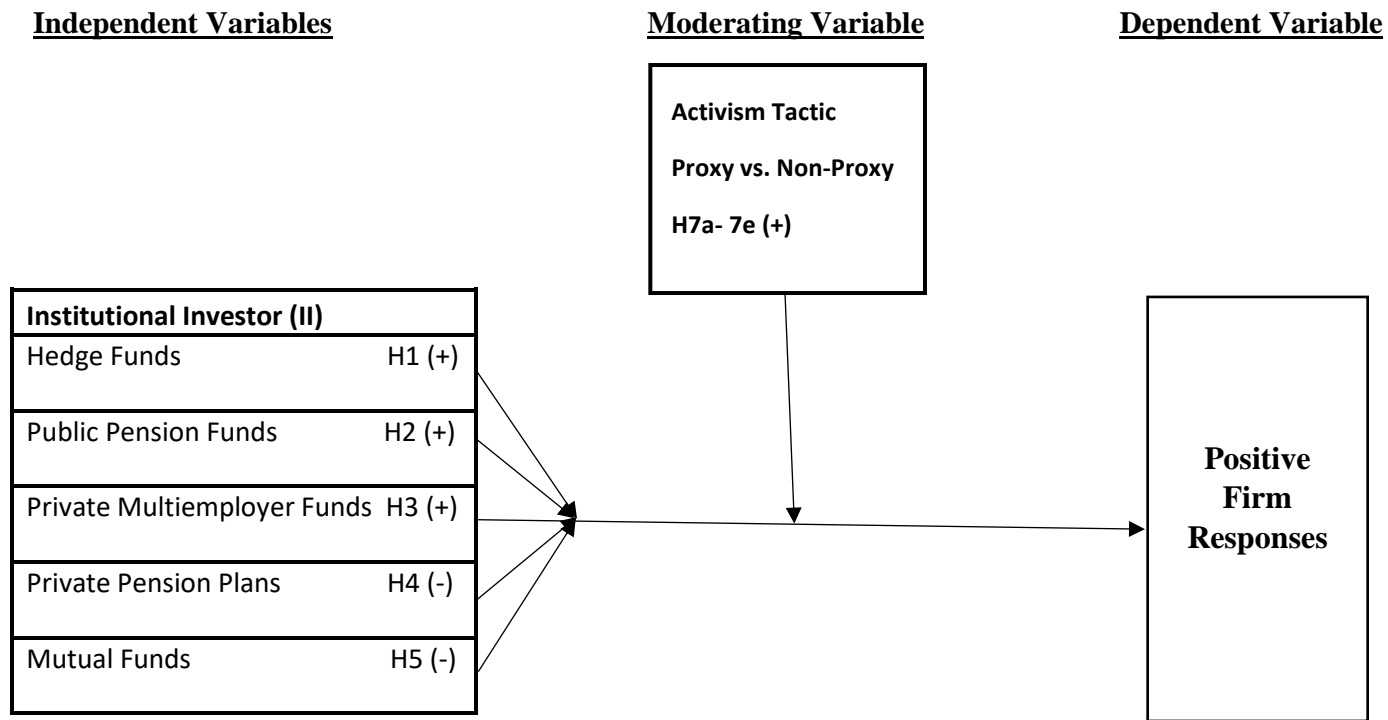 Independent Variables
Moderating Variable
Dependent Variable
Activism Tactic
Proxy vs. Non-Proxy
H7a- 7e (+)
Institutional Investor (II)
Hedge Funds H1 (+)
Public Pension Funds H2 (+)
Private Multiemployer Funds H3 (+)
Private Pension Plans H4 (-)
Mutual Funds H5 (-)
Positive
Firm
Responses